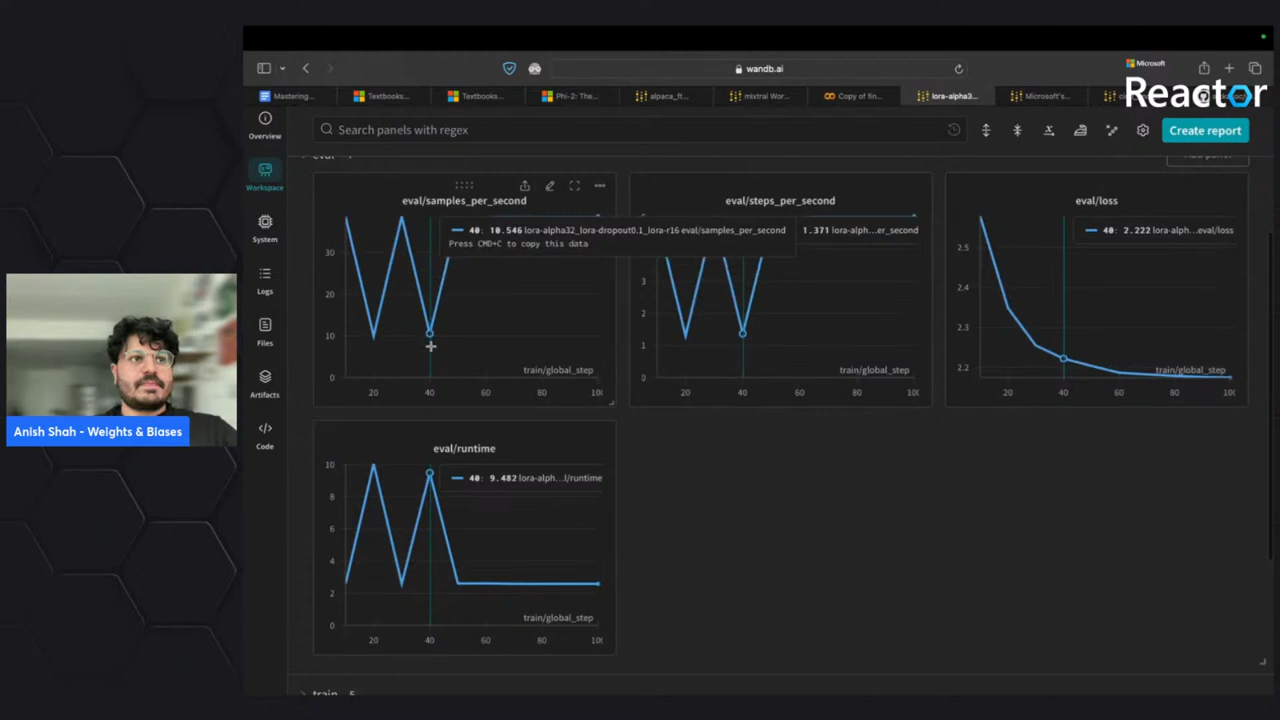 wandb.ai
Microsoft
Reactor
Mastering...
Textbooks...
Textbooks...
Phi-2: The...
alpaca_ft...
mixtral Wor...
Copy of fin...
lora-alpha3...
Microsoft's...
Overview
Search panels with regex
Create report
Workspace
System
Logs
Files
Artifacts
Code
eval/samples_per_second
40: 10.546 lora-alpha32_lora-dropout0.1_lora-r16 eval/samples_per_second
Press CMD+C to copy this data
30
20
10
0
train/global_step
20 40 60 80 10
eval/steps_per_second
1.371 lora-alph...er_second
3
2
1
0
train/global_step
20 40 60 80 10
eval/loss
40: 2.222 lora-alph...eval/loss
2.5
2.4
2.3
2.2
train/global_step
20 40 60 80 10
eval/runtime
40: 9.482 lora-alph...l/runtime
10
8
6
4
2
0
train/global_step
20 40 60 80 10
Anish Shah - Weights & Biases